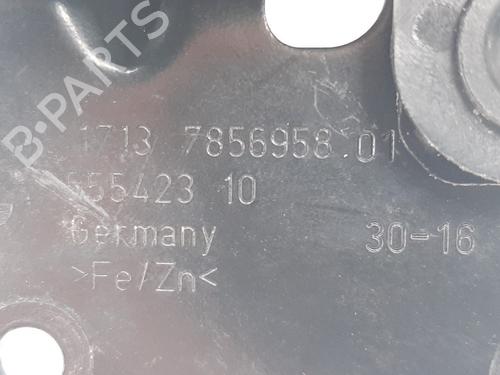 B-PARTS
1713 7856958.01
555423 10
Germany 30-16
>Fe/Zn<